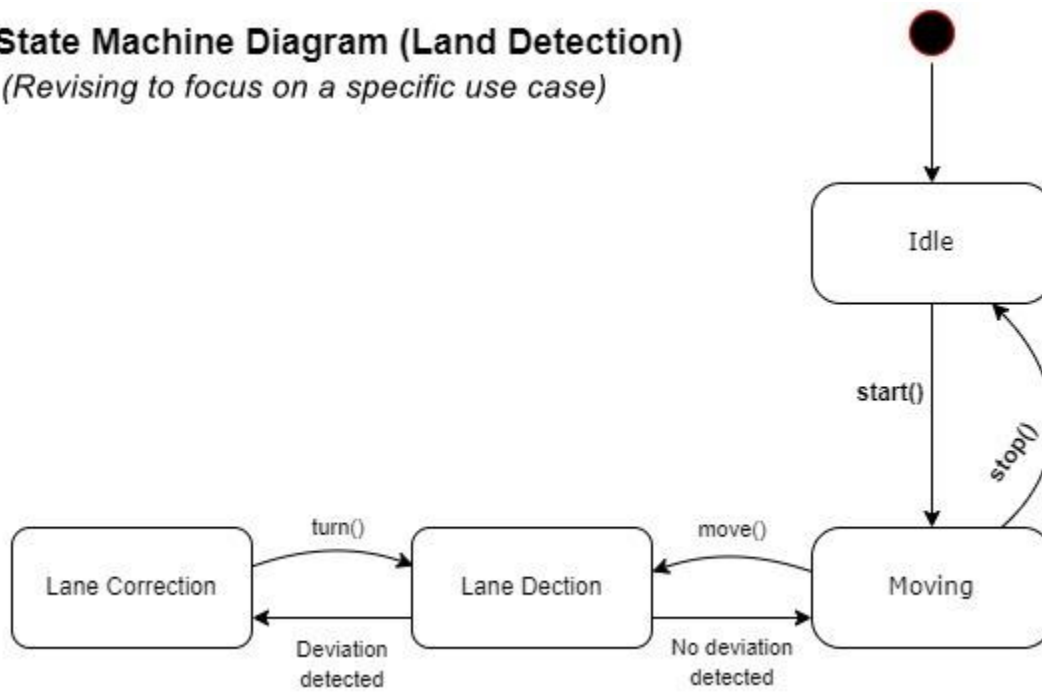 State Machine Diagram (Land Detection)
(Revising to focus on a specific use case)
Idle
start()
stop()
turn()
move()
Lane Correction
Lane Dection
Moving
Deviation
detected
No deviation
detected